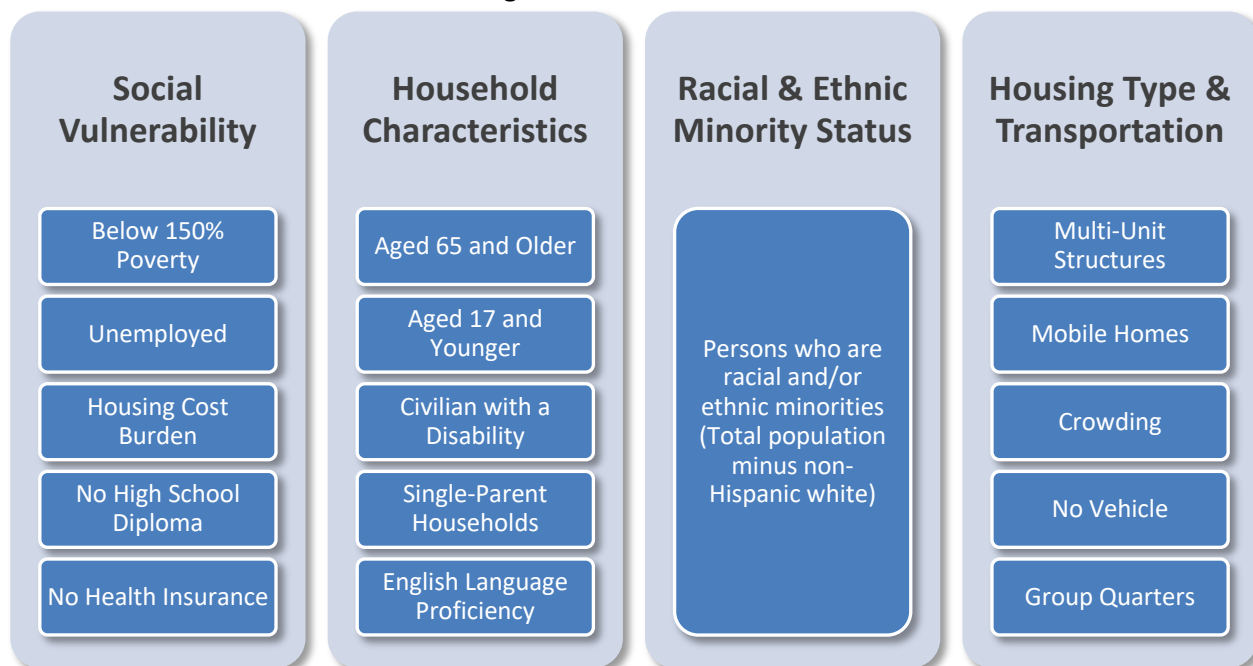 Social
Vulnerability
Below 150%
Poverty
Unemployed
Housing Cost
Burden
No High School
Diploma
No Health Insurance
Household
Characteristics
Aged 65 and Older
Aged 17 and
Younger
Civilian with a
Disability
Single-Parent
Households
English Language
Proficiency
Racial & Ethnic
Minority Status
Persons who are
racial and/or
ethnic minorities
(Total population
minus non-
Hispanic white)
Housing Type &
Transportation
Multi-Unit
Structures
Mobile Homes
Crowding
No Vehicle
Group Quarters